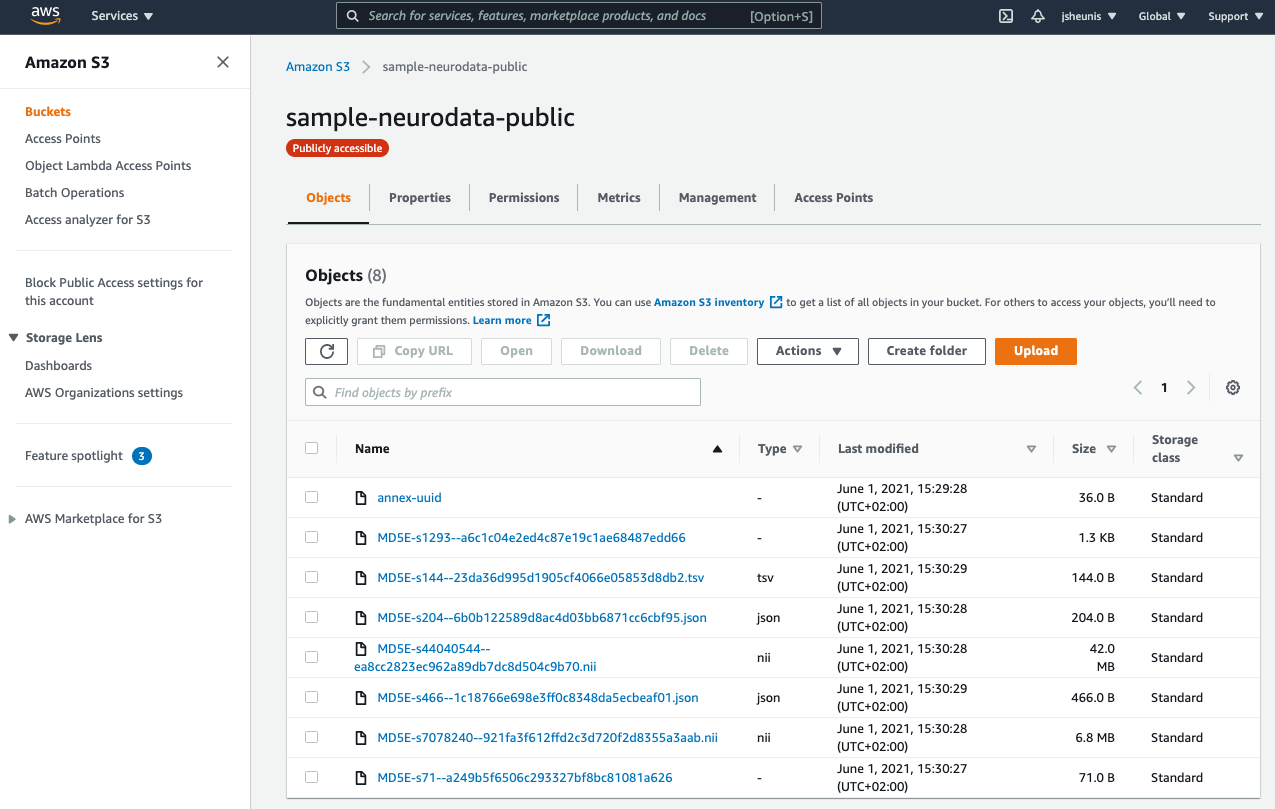 aws Services Search for services, features, marketplace products, and docs [Option+S] jsheunis Global Support
Amazon S3
Buckets
Access Points
Object Lambda Access Points
Batch Operations
Access analyzer for S3
Block Public Access settings for
this account
Storage Lens
Dashboards
AWS Organizations settings
Feature spotlight 3
AWS Marketplace for S3
Amazon S3 sample-neurodata-public
sample-neurodata-public
Publicly accessible
Objects Properties Permissions Metrics Management Access Points
Objects (8)
Objects are the fundamental entities stored in Amazon S3. You can use Amazon S3 inventory to get a list of all objects in your bucket. For others to access your objects, you'll need to
explicitly grant them permissions. Learn more
Copy URL Open Download Delete Actions Create folder Upload
Find objects by prefix
1
Name Type Last modified Size Storage
class
annex-uuid - June 1, 2021, 15:29:28 36.0 B Standard
(UTC+02:00)
MD5E-s1293--a6c1c04e2ed4c87e19c1ae68487edd66 - June 1, 2021, 15:30:27 1.3 KB Standard
(UTC+02:00)
MD5E-s144--23da36d995d1905cf4066e05853d8db2.tsv tsv June 1, 2021, 15:30:29 144.0 B Standard
(UTC+02:00)
MD5E-s204--6b0b122589d8ac4d03bb6871cc6cbf95.json json June 1, 2021, 15:30:28 204.0 B Standard
(UTC+02:00)
MD5E-s44040544-- nii June 1, 2021, 15:30:28 42.0 Standard
ea8cc2823ec962a89db7dc8d504c9b70.nii (UTC+02:00) MB
MD5E-s466--1c18766e698e3ff0c8348da5ecbeaf01.json json June 1, 2021, 15:30:29 466.0 B Standard
(UTC+02:00)
MD5E-s7078240--921fa3f612ffd2c3d720f2d8355a3aab.nii nii June 1, 2021, 15:30:28 6.8 MB Standard
(UTC+02:00)
MD5E-s71--a249b5f6506c293327bf8bc81081a626 - June 1, 2021, 15:30:27 71.0 B Standard
(UTC+02:00)